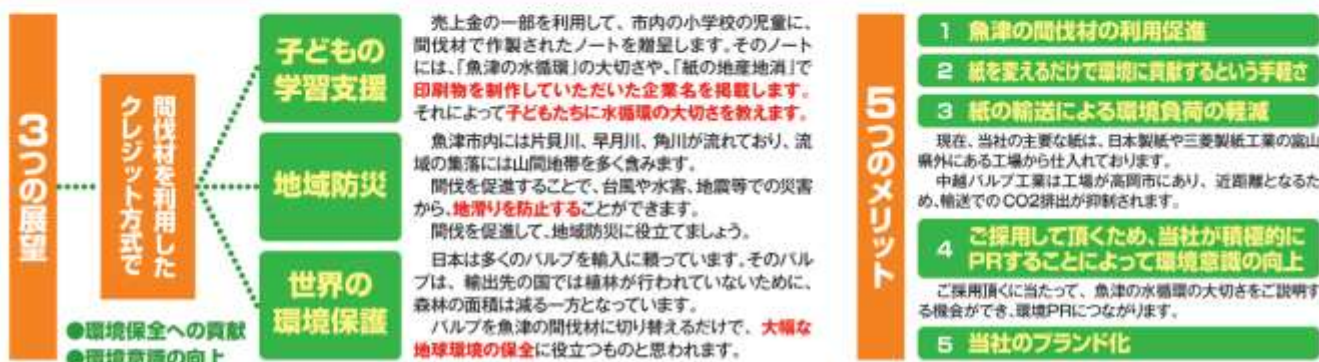 3つの展望
間伐材を利用した
クレジット方式で
●環境保全への貢献
●環境意識の向上
子どもの
学習支援
売上金の一部を利用して、市内の小学校の児童に、
間伐材で作製されたノートを贈呈します。そのノート
には、「魚津の水循環」の大切さや、「紙の地産地消」で
印刷物を制作していただいた企業名を掲載します。
それによって子どもたちに水循環の大切さを教えます。
地域防災
魚津市内には片貝川、早月川、角川が流れており、流
域の集落には山間地帯を多く含みます。
間伐を促進することで、台風や水害、地震等での災害
から、地滑りを防止することができます。
間伐を促進して、地域防災に役立てましょう。
世界の
環境保護
日本は多くのパルプを輸入に頼っています。そのパル
プは、輸出先の国では植林が行われていないために、
森林の面積は減る一方となっています。
パルプを魚津の間伐材に切り替えるだけで、大幅な
地球環境の保全に役立つものと思われます。
5つのメリット
1 魚津の間伐材の利用促進
2 紙を変えるだけで環境に貢献するという手軽さ
3 紙の輸送による環境負荷の軽減
現在、当社の主要な紙は、日本製紙や三菱製紙工業の富山
県外にある工場から仕入れております。
中越パルプ工業は工場が高岡市にあり、近距離となるた
め、輸送でのCO2排出が抑制されます。
4 ご採用して頂くため、当社が積極的に
PRすることによって環境意識の向上
ご採用頂くに当たって、魚津の水循環の大切さをご説明す
る機会ができ、環境PRにつながります。
5 当社のブランド化